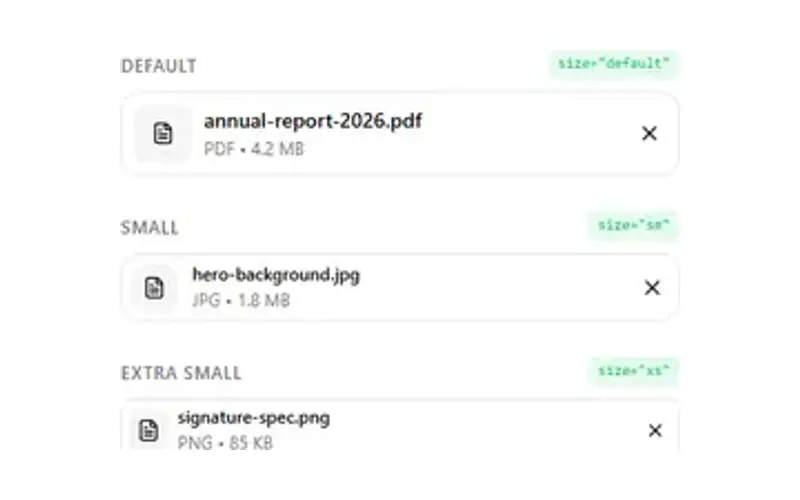 DEFAULT
size="default"
annual-report-2026.pdf
PDF • 4.2 MB
SMALL
size="sm"
hero-background.jpg
JPG • 1.8 MB
EXTRA SMALL
size="xs"
signature-spec.png
PNG • 85 KB